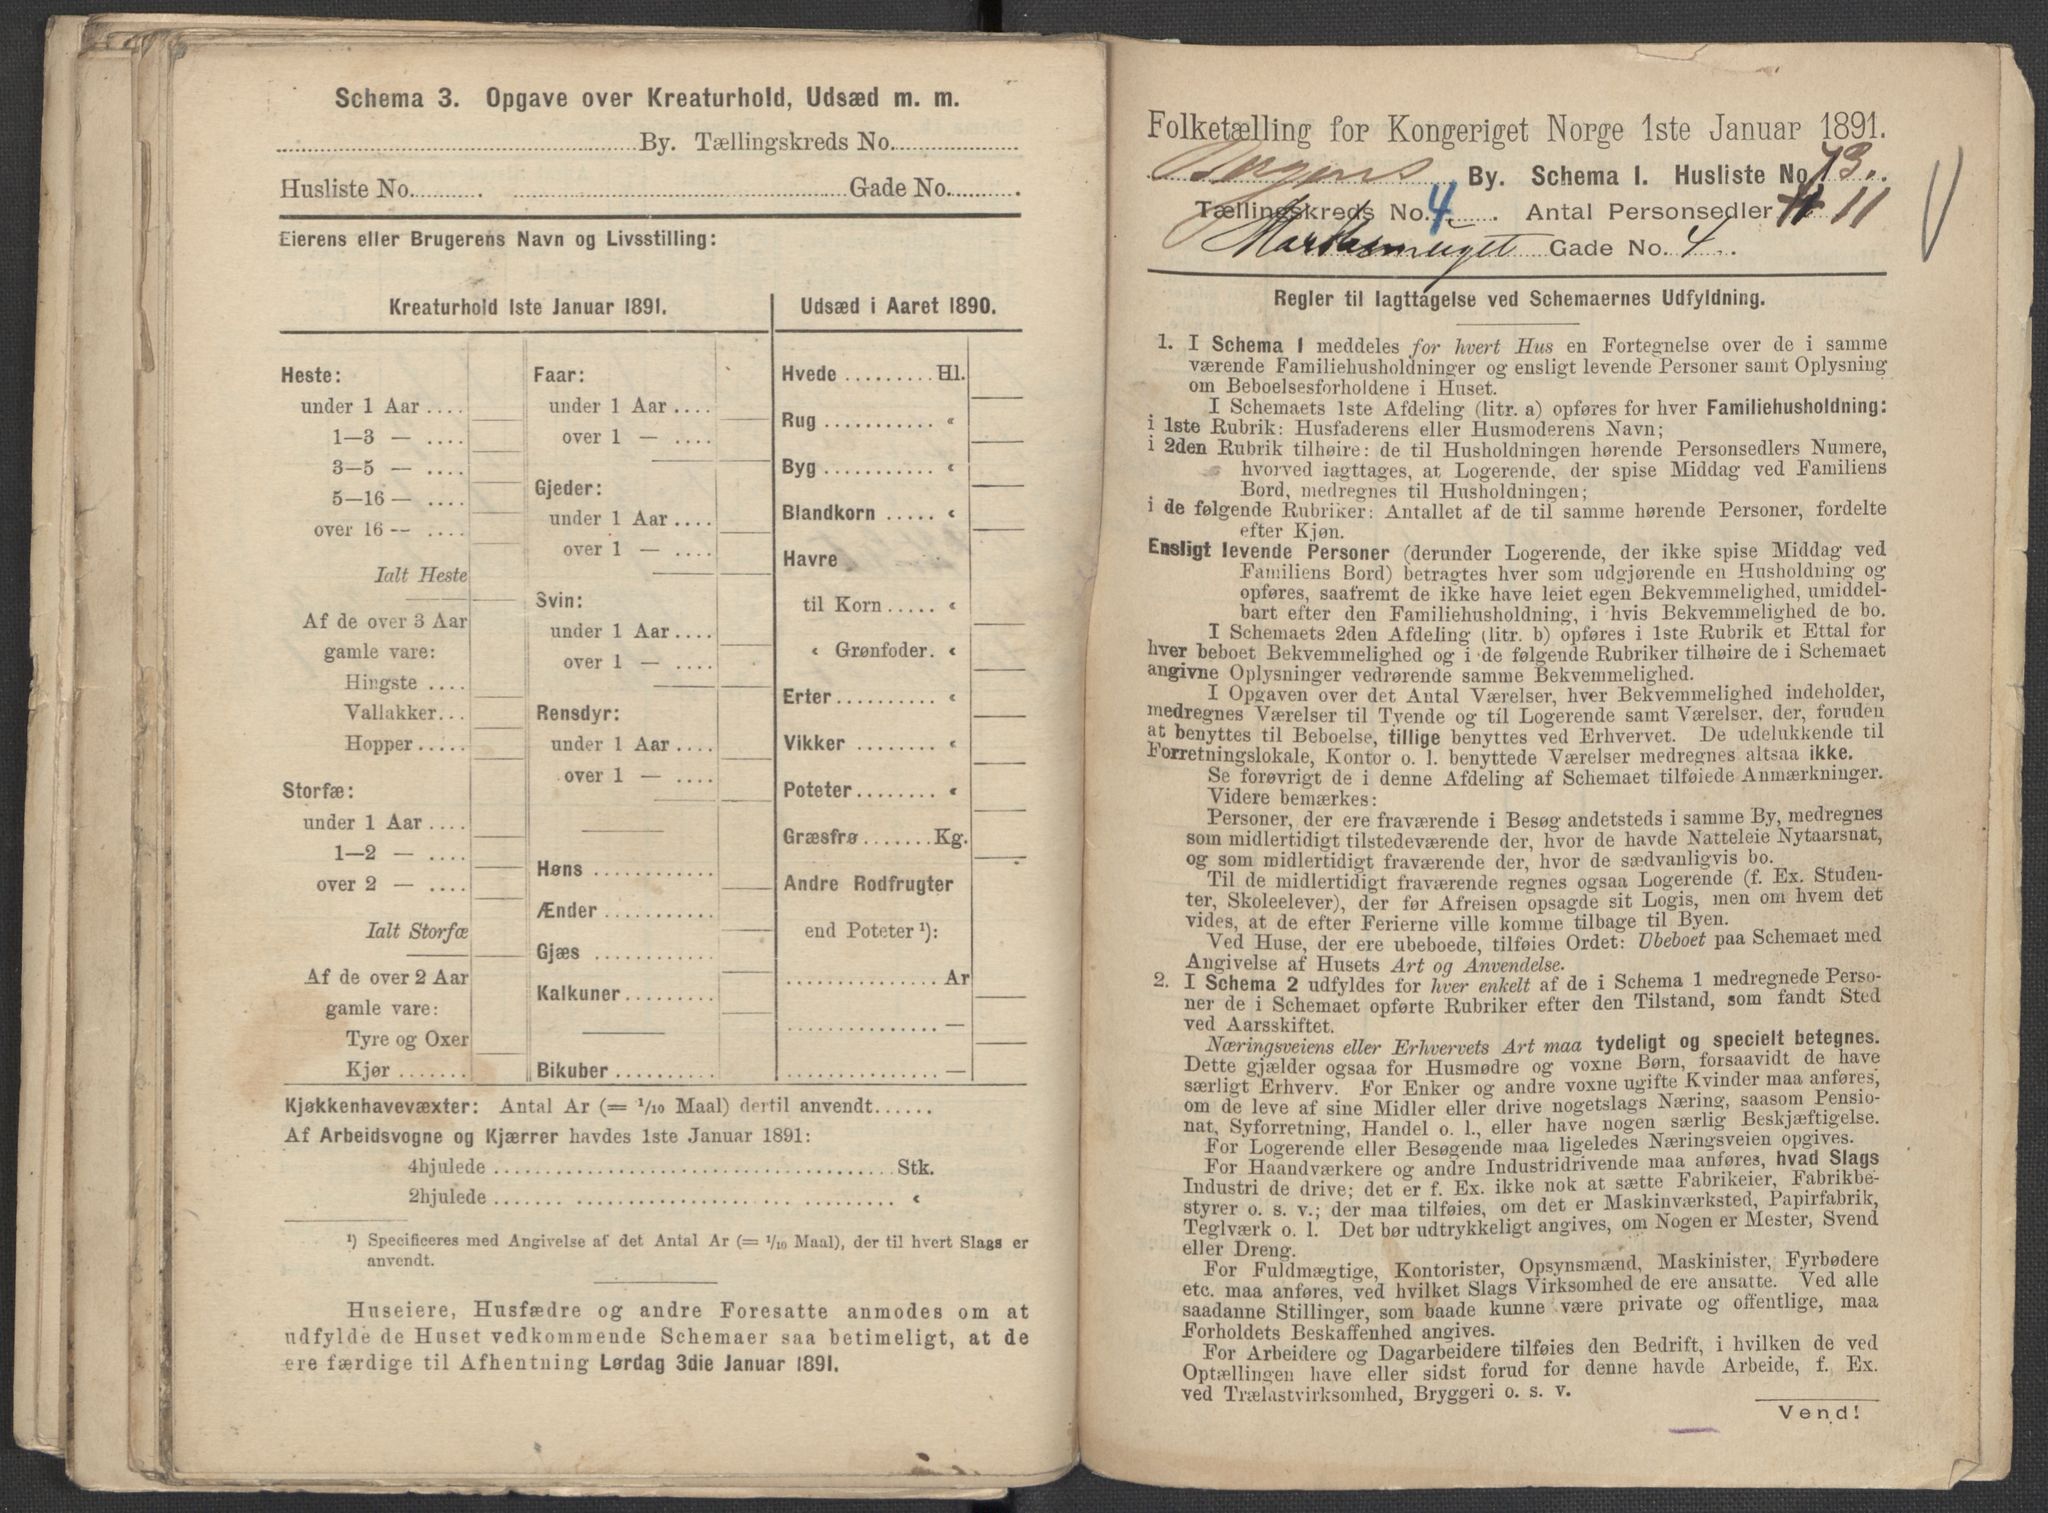 Schema 3. Opgave over Kreaturhold, Udsæd m. m.
By. Tællingskreds No.
Husliste No. Gade No.
Eierens eller Brugerens Navn og Livsstilling:
Kreaturhold 1ste Januar 1891.
Heste:
under 1 Aar ....
1—3 — ....
3—5 — ....
5—16 — ....
over 16 — ....
Ialt Heste
Af de over 3 Aar
gamle vare:
Hingste ....
Vallakker...
Hopper .....
Storfæ:
under 1 Aar ....
1—2 — ....
over 2 — ....
Ialt Storfæ
Af de over 2 Aar
gamle vare:
Tyre og Oxer
Kjør .......
Faar:
under 1 Aar ....
over 1 — ....
Gjeder:
under 1 Aar ....
over 1 — ....
Svin:
under 1 Aar....
over 1 — ....
Rensdyr:
under 1 Aar ....
over 1 — ....
Høns ............
Ænder ...........
Gjæs ............
Kalkuner .........
Bikuber ..........
Udsæd i Aaret 1890.
Hvede ......... Hl.
Rug ............ «
Byg ............ «
Blandkorn ..... «
Havre
til Korn ..... «
« Grønfoder. «
Erter .......... «
Vikker ......... «
Poteter ........ «
Græsfrø ....... Kg.
Andre Rodfrugter
end Poteter ¹):
............... Ar
............... —
............... —
Kjøkkenhavevæxter: Antal Ar (= 1/10 Maal) dertil anvendt......
Af Arbeidsvogne og Kjærrer havdes 1ste Januar 1891:
4hjulede ........................................ Stk.
2hjulede ........................................ «
¹) Specificeres med Angivelse af det Antal Ar (= 1/10 Maal), der til hvert Slags er
anvendt.
Huseiere, Husfædre og andre Foresatte anmodes om at
udfylde de Huset vedkommende Schemaer saa betimeligt, at de
ere færdige til Afhentning Lørdag 3die Januar 1891.
Folketælling for Kongeriget Norge 1ste Januar 1891.
Bergens By. Schema 1. Husliste No. 73.
Tællingskreds No. 4. Antal Personsedler 11
Gade No. 4
Regler til Iagttagelse ved Schemaernes Udfyldning.
1. I Schema 1 meddeles for hvert Hus en Fortegnelse over de i samme
værende Familiehusholdninger og ensligt levende Personer samt Oplysning
om Beboelsesforholdene i Huset.
I Schemaets 1ste Afdeling (litr. a) opføres for hver Familiehusholdning:
i 1ste Rubrik: Husfaderens eller Husmoderens Navn;
i 2den Rubrik tilhøire: de til Husholdningen hørende Personsedlers Numere,
hvorved iagttages, at Logerende, der spise Middag ved Familiens
Bord, medregnes til Husholdningen;
i de følgende Rubriker: Antallet af de til samme hørende Personer, fordelte
efter Kjøn.
Ensligt levende Personer (derunder Logerende, der ikke spise Middag ved
Familiens Bord) betragtes hver som udgjørende en Husholdning og
opføres, saafremt de ikke have leiet egen Bekvemmelighed, umiddel-
bart efter den Familiehusholdning, i hvis Bekvemmelighed de bo.
I Schemaets 2den Afdeling (litr. b) opføres i 1ste Rubrik et Ettal for
hver beboet Bekvemmelighed og i de følgende Rubriker tilhøire de i Schemaet
angivne Oplysninger vedrørende samme Bekvemmelighed.
I Opgaven over det Antal Værelser, hver Bekvemmelighed indeholder,
medregnes Værelser til Tyende og til Logerende samt Værelser, der, foruden
at benyttes til Beboelse, tillige benyttes ved Erhvervet. De udelukkende til
Forretningslokale, Kontor o. l. benyttede Værelser medregnes altsaa ikke.
Se forøvrigt de i denne Afdeling af Schemaet tilføiede Anmærkninger.
Videre bemærkes:
Personer, der ere fraværende i Besøg andetsteds i samme By, medregnes
som midlertidigt tilstedeværende der, hvor de havde Natteleie Nytaarsnat,
og som midlertidigt fraværende der, hvor de sædvanligvis bo.
Til de midlertidigt fraværende regnes ogsaa Logerende (f. Ex. Studen-
ter, Skoleelever), der før Afreisen opsagde sit Logis, men om hvem det
vides, at de efter Ferierne ville komme tilbage til Byen.
Ved Huse, der ere ubeboede, tilføies Ordet: Ubeboet paa Schemaet med
Angivelse af Husets Art og Anvendelse.
2. I Schema 2 udfyldes for hver enkelt af de i Schema 1 medregnede Perso-
ner de i Schemaet opførte Rubriker efter den Tilstand, som fandt Sted
ved Aarsskiftet.
Næringsveiens eller Erhvervets Art maa tydeligt og specielt betegnes.
Dette gjælder ogsaa for Husmødre og voxne Børn, forsaavidt de have
særligt Erhverv. For Enker og andre voxne ugifte Kvinder maa anføres,
om de leve af sine Midler eller drive nogetslags Næring, saasom Pensio-
nat, Syforretning, Handel o. l., eller have nogen særlig Beskjæftigelse.
For Logerende eller Besøgende maa ligeledes Næringsveien opgives.
For Haandværkere og andre Industridrivende maa anføres, hvad Slags
Industri de drive; det er f. Ex. ikke nok at sætte Fabrikeier, Fabrikbe-
styrer o. s. v.; der maa tilføies, om det er Maskinværksted, Papirfabrik,
Teglværk o. l. Det bør udtrykkeligt angives, om Nogen er Mester, Svend
eller Dreng.
For Fuldmægtige, Kontorister, Opsynsmænd, Maskinister, Fyrbødere
etc. maa anføres, ved hvilket Slags Virksomhed de ere ansatte. Ved alle
saadanne Stillinger, som baade kunne være private og offentlige, maa
Forholdets Beskaffenhed angives.
For Arbeidere og Dagarbeidere tilføies den Bedrift, i hvilken de ved
Optællingen have eller sidst forud for denne havde Arbeide, f. Ex.
ved Trælastvirksomhed, Bryggeri o. s. v.
Vend!